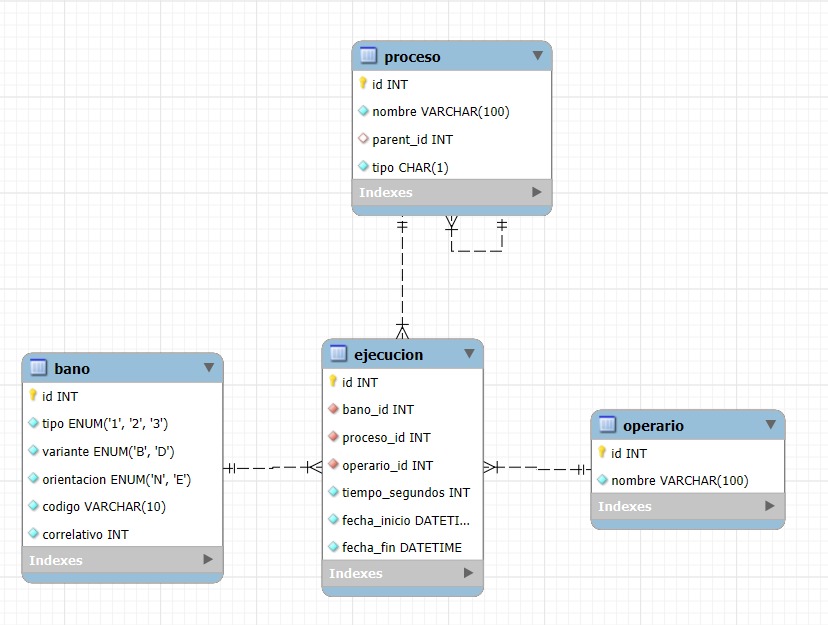 proceso
id INT
nombre VARCHAR(100)
parent_id INT
tipo CHAR(1)
Indexes
bano
id INT
tipo ENUM('1', '2', '3')
variante ENUM('B', 'D')
orientacion ENUM('N', 'E')
codigo VARCHAR(10)
correlativo INT
Indexes
ejecucion
id INT
bano_id INT
proceso_id INT
operario_id INT
tiempo_segundos INT
fecha_inicio DATETI...
fecha_fin DATETIME
Indexes
operario
id INT
nombre VARCHAR(100)
Indexes